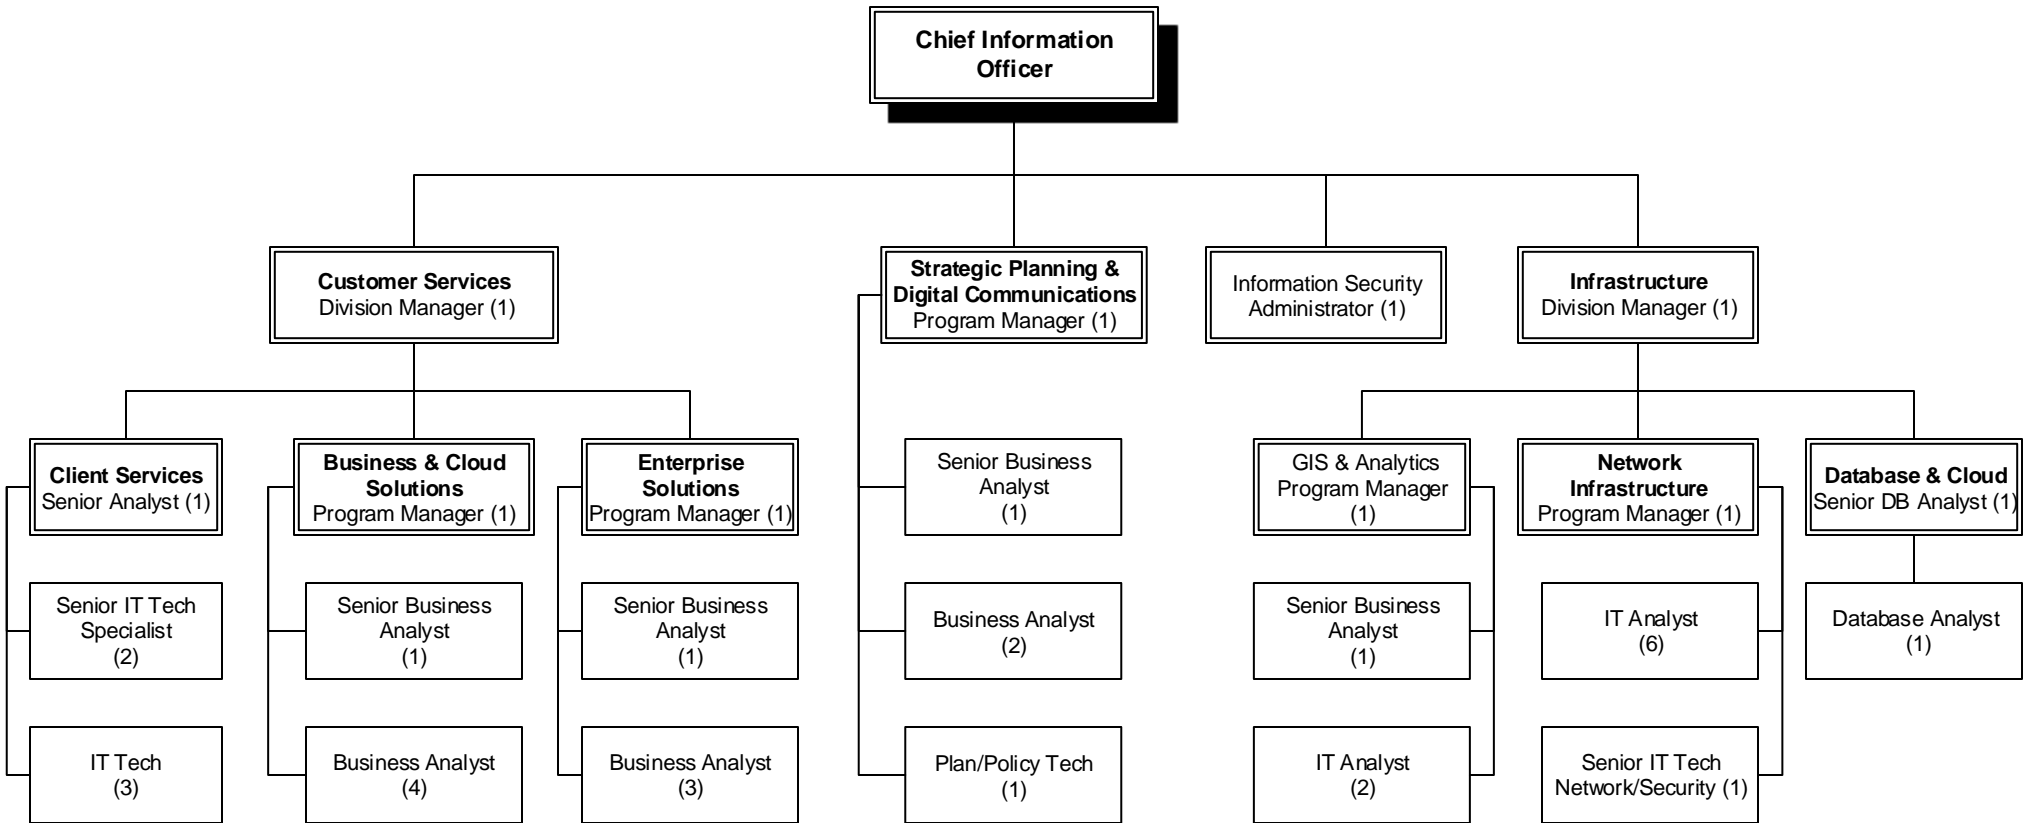 Chief Information
Officer
Customer Services
Division Manager (1)
Strategic Planning &
Digital Communications
Program Manager (1)
Information Security
Administrator (1)
Infrastructure
Division Manager (1)
Client Services
Senior Analyst (1)
Business & Cloud
Solutions
Program Manager (1)
Enterprise
Solutions
Program Manager (1)
Senior Business
Analyst
(1)
GIS & Analytics
Program Manager
(1)
Network
Infrastructure
Program Manager (1)
Database & Cloud
Senior DB Analyst (1)
Senior IT Tech
Specialist
(2)
Senior Business
Analyst
(1)
Senior Business
Analyst
(1)
Business Analyst
(2)
Senior Business
Analyst
(1)
IT Analyst
(6)
Database Analyst
(1)
IT Tech
(3)
Business Analyst
(4)
Business Analyst
(3)
Plan/Policy Tech
(1)
IT Analyst
(2)
Senior IT Tech
Network/Security (1)